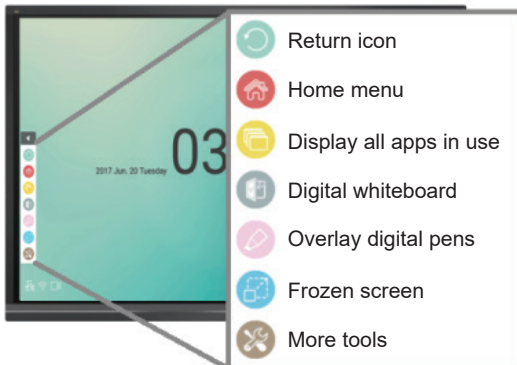 03
2017 Jun. 20 Tuesday
Return icon
Home menu
Display all apps in use
Digital whiteboard
Overlay digital pens
Frozen screen
More tools